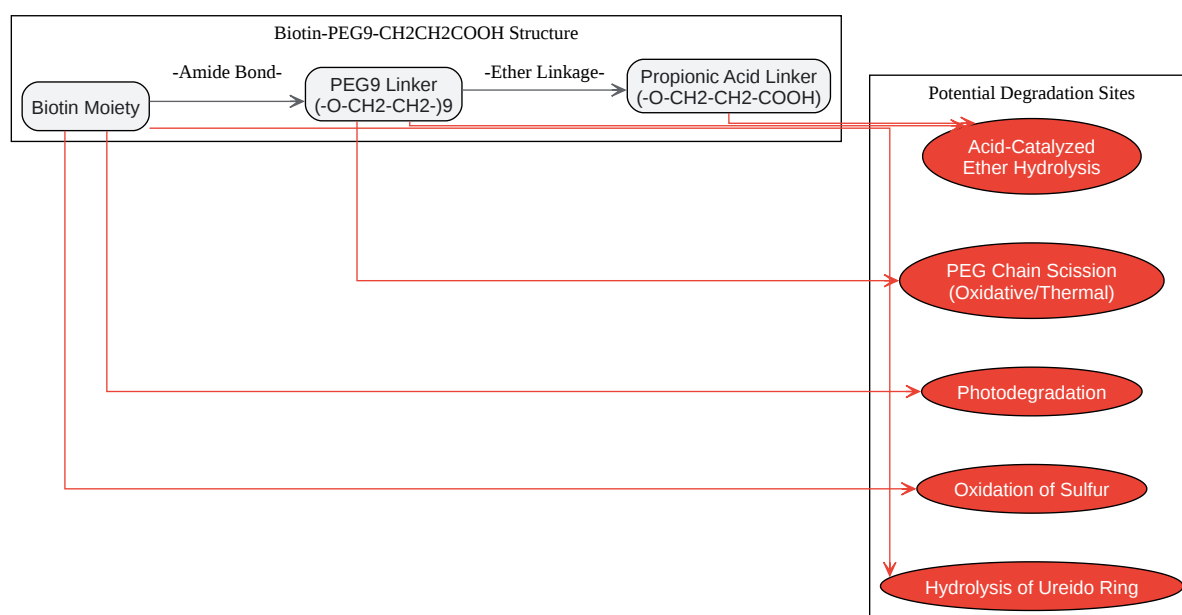 Biotin-PEG9-CH2CH2COOH Structure
-Amide Bond-
-Ether Linkage-
Biotin Moiety
PEG9 Linker
(-O-CH2-CH2-)9
Propionic Acid Linker
(-O-CH2-CH2-COOH)
Potential Degradation Sites
Acid-Catalyzed
Ether Hydrolysis
PEG Chain Scission
(Oxidative/Thermal)
Photodegradation
Oxidation of Sulfur
Hydrolysis of Ureido Ring